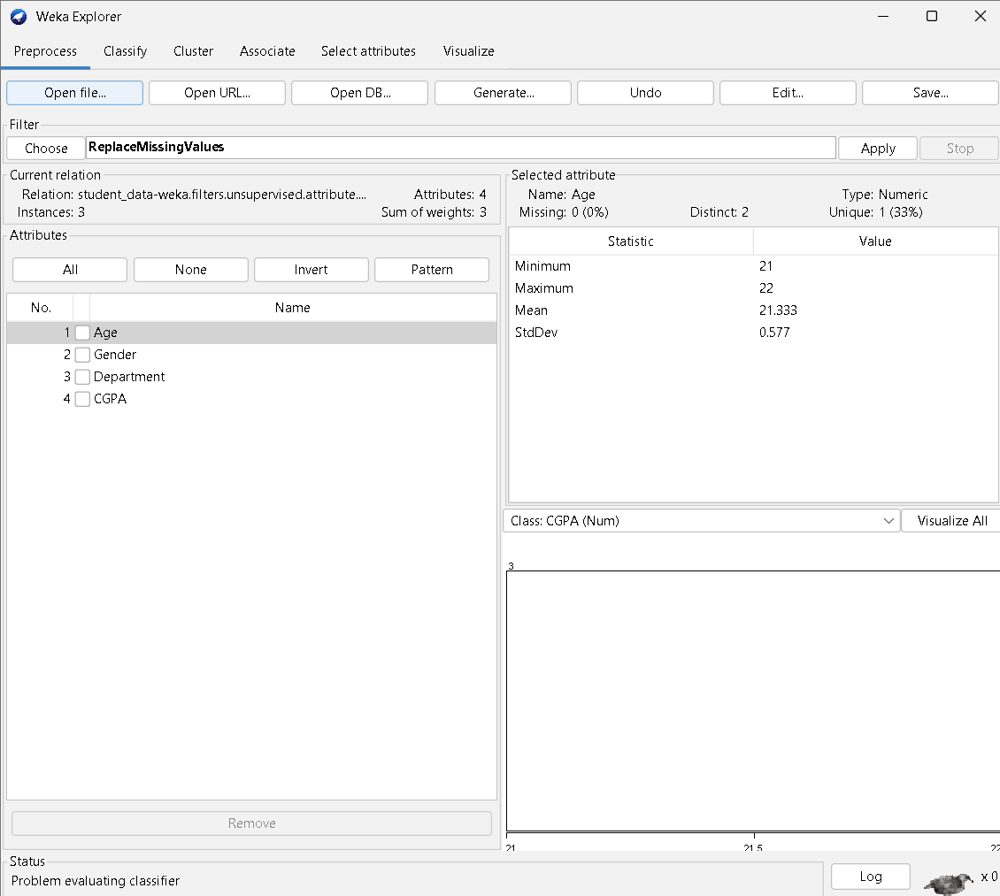 Weka Explorer
Preprocess Classify Cluster Associate Select attributes Visualize
Open file... Open URL... Open DB... Generate... Undo Edit... Save...
Filter
Choose ReplaceMissingValues Apply Stop
Current relation
Relation: student_data-weka.filters.unsupervised.attribute.... Attributes: 4
Instances: 3 Sum of weights: 3
Attributes
All None Invert Pattern
No. Name
1 Age
2 Gender
3 Department
4 CGPA
Remove
Selected attribute
Name: Age Type: Numeric
Missing: 0 (0%) Distinct: 2 Unique: 1 (33%)
Statistic Value
Minimum 21
Maximum 22
Mean 21.333
StdDev 0.577
Class: CGPA (Num) Visualize All
3
21 21.5 22
Status
Problem evaluating classifier
Log x 0